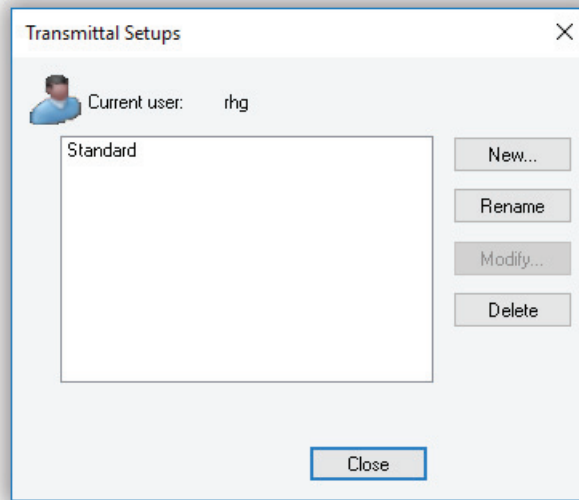 Transmittal Setups
Current user: rhg
Standard
New...
Rename
Modify...
Delete
Close